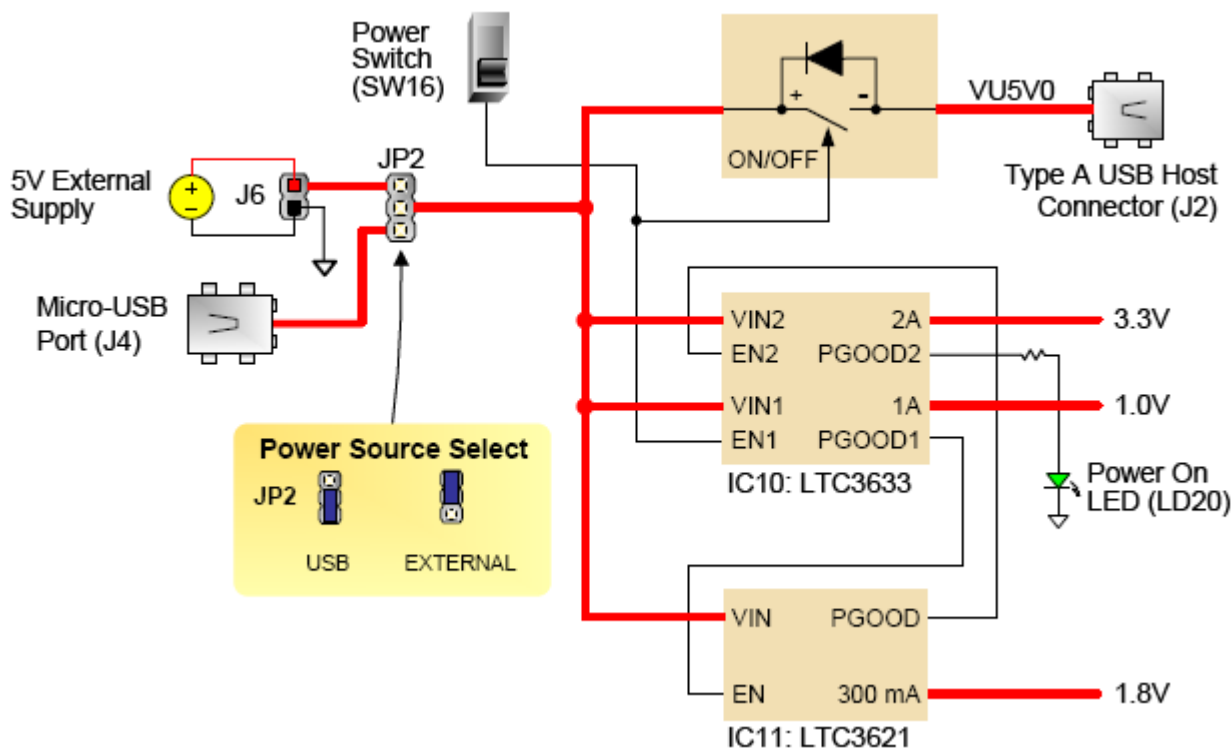 Power
Switch
(SW16)
+
-
ON/OFF
VU5V0
Type A USB Host
Connector (J2)
5V External
Supply
+
-
J6
JP2
Micro-USB
Port (J4)
Power Source Select
JP2
USB
EXTERNAL
VIN2
2A
3.3V
EN2
PGOOD2
VIN1
1A
1.0V
EN1
PGOOD1
IC10: LTC3633
Power On
LED (LD20)
VIN
PGOOD
EN
300 mA
1.8V
IC11: LTC3621